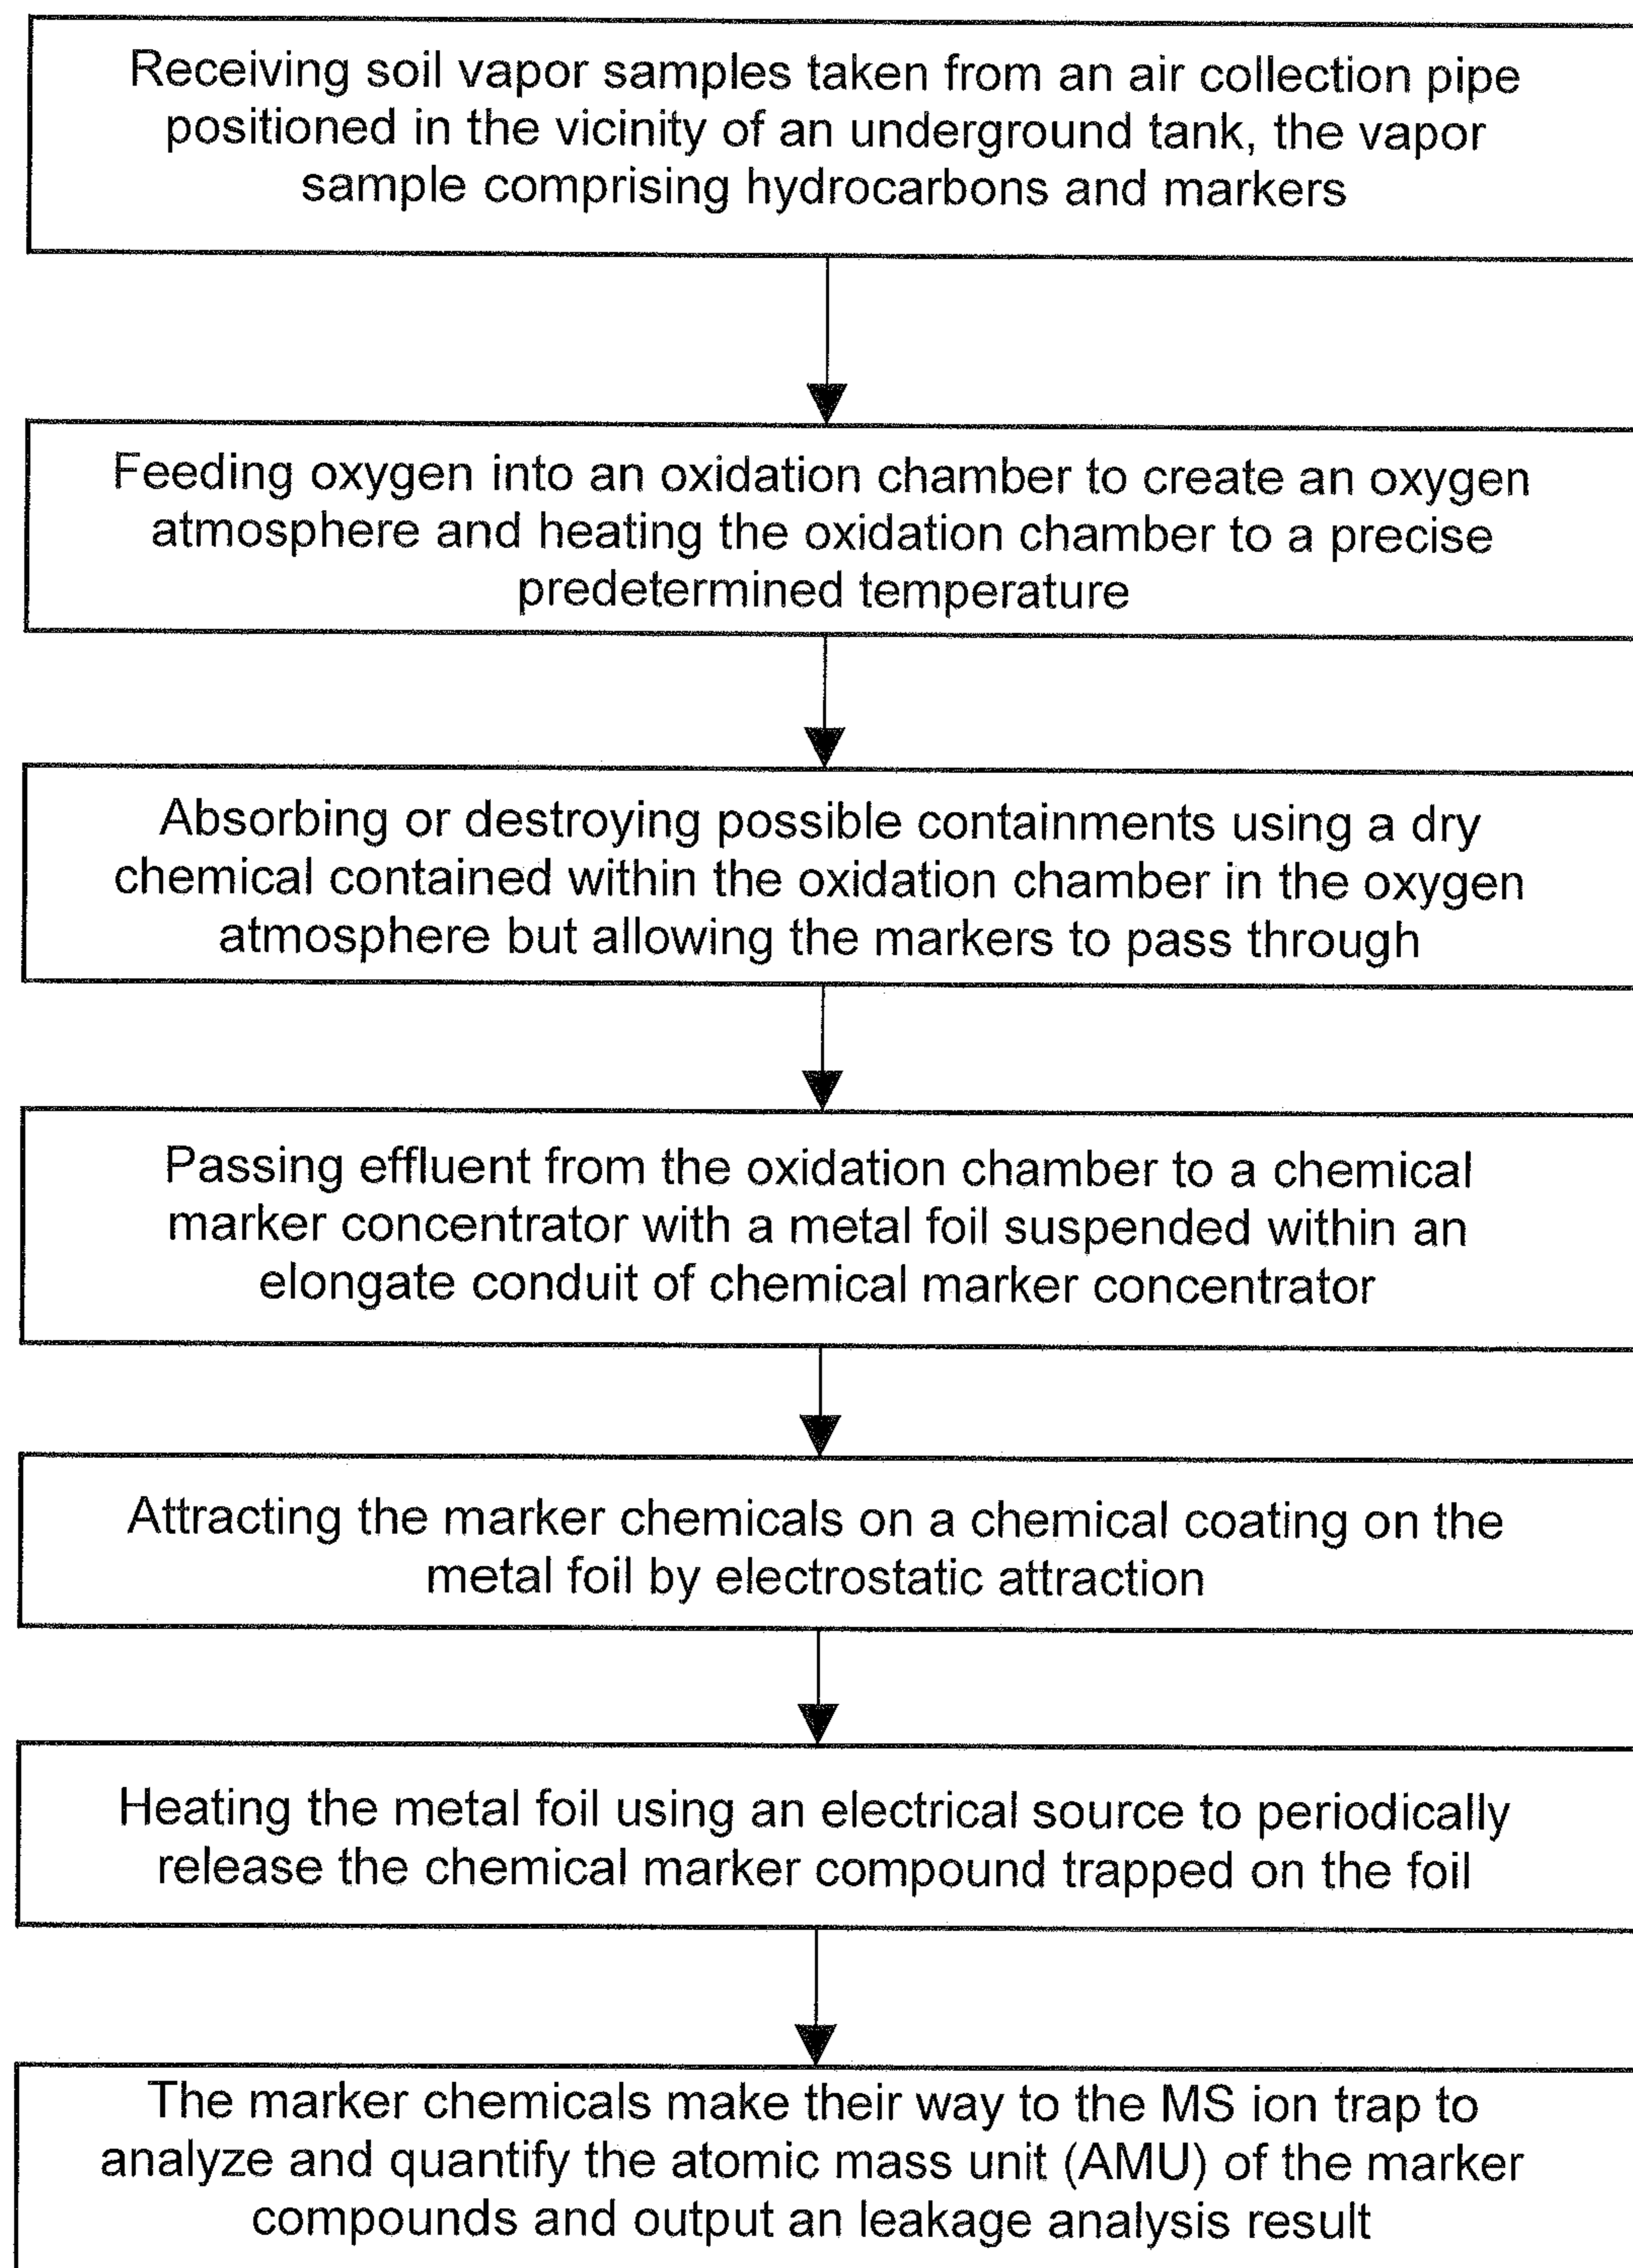 Receiving soil vapor samples taken from an air collection pipe
positioned in the vicinity of an underground tank, the vapor
sample comprising hydrocarbons and markers
Feeding oxygen into an oxidation chamber to create an oxygen
atmosphere and heating the oxidation chamber to a precise
predetermined temperature
Absorbing or destroying possible containments using a dry
chemical contained within the oxidation chamber in the oxygen
atmosphere but allowing the markers to pass through
Passing effluent from the oxidation chamber to a chemical
marker concentrator with a metal foil suspended within an
elongate conduit of chemical marker concentrator
Attracting the marker chemicals on a chemical coating on the
metal foil by electrostatic attraction
Heating the metal foil using an electrical source to periodically
release the chemical marker compound trapped on the foil
The marker chemicals make their way to the MS ion trap to
analyze and quantify the atomic mass unit (AMU) of the marker
compounds and output an leakage analysis result